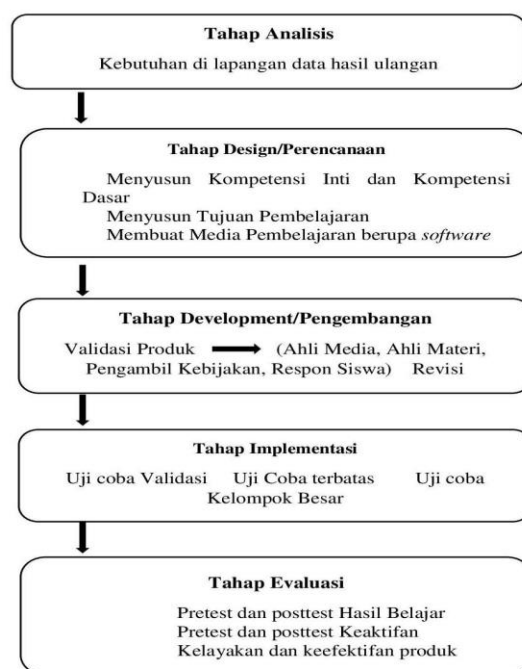 Tahap Analisis
Kebutuhan di lapangan data hasil ulangan
Tahap Design/Perencanaan
Menyusun Kompetensi Inti dan Kompetensi
Dasar
Menyusun Tujuan Pembelajaran
Membuat Media Pembelajaran berupa software
Tahap Development/Pengembangan
Validasi Produk (Ahli Media, Ahli Materi,
Pengambil Kebijakan, Respon Siswa) Revisi
Tahap Implementasi
Uji coba Validasi Uji Coba terbatas Uji coba
Kelompok Besar
Tahap Evaluasi
Pretest dan posttest Hasil Belajar
Pretest dan posttest Keaktifan
Kelayakan dan keefektifan produk